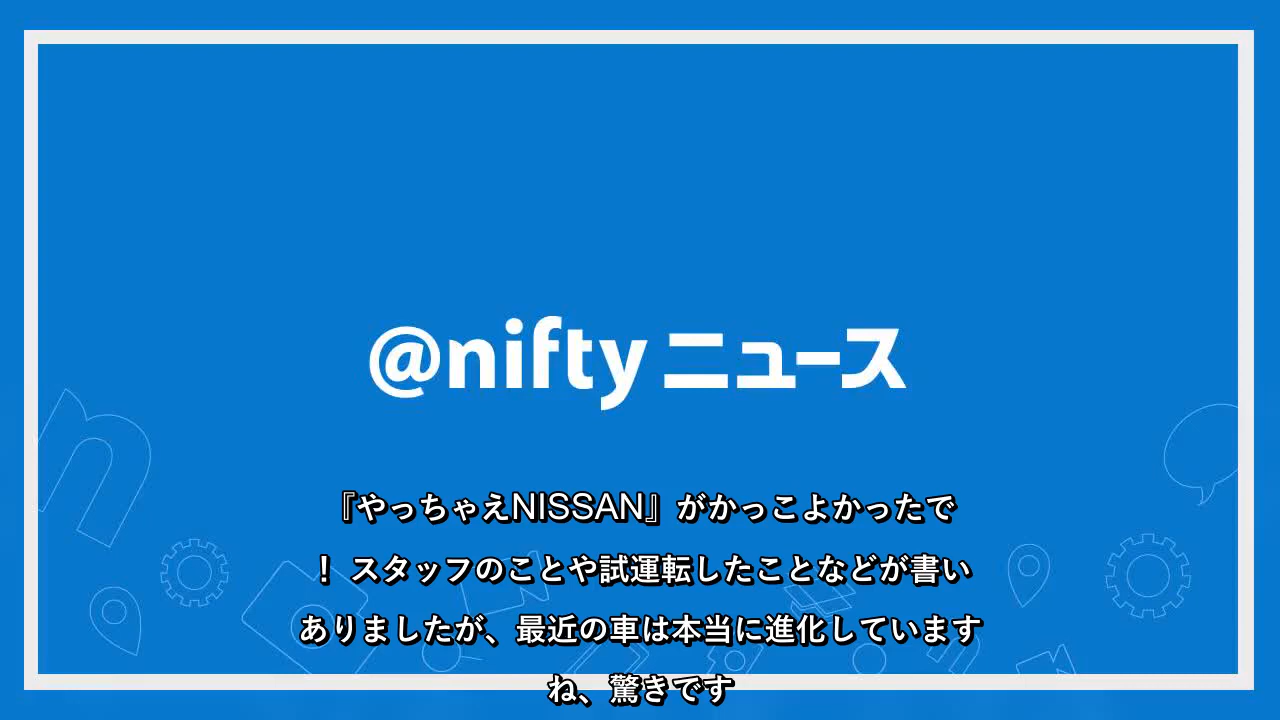 @nifty ニュース
『やっちゃえNISSAN』がかっこよかったで
！ スタッフのことや試運転したことなどが書い
ありましたが、最近の車は本当に進化しています
ね、驚きです